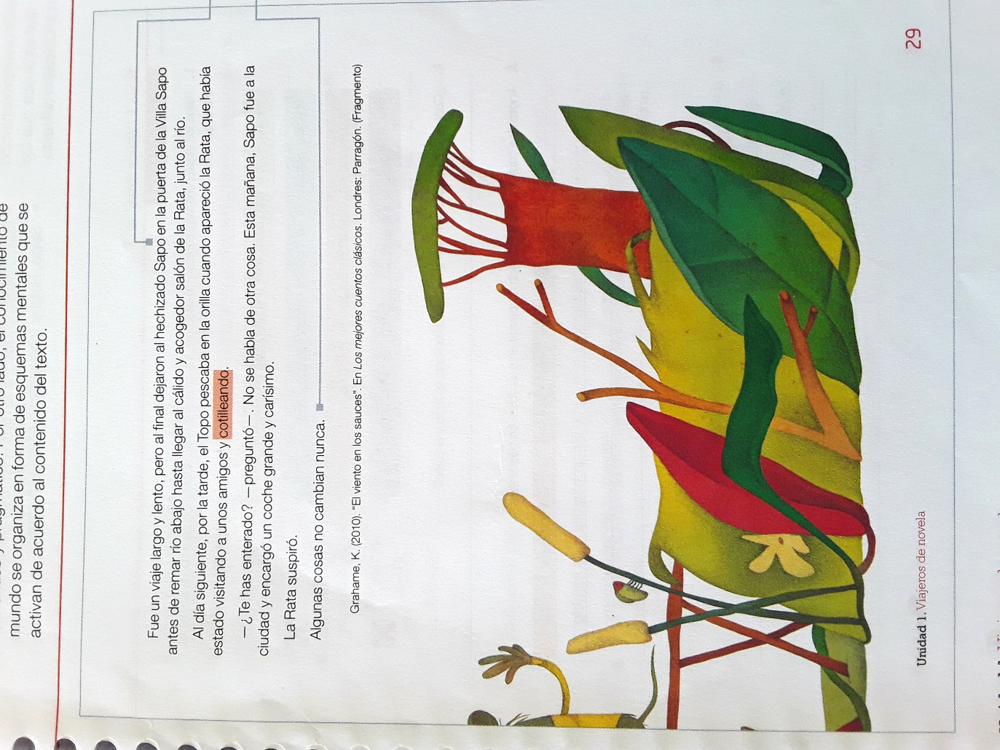 mundo se organiza en forma de esquemas mentales que se
activan de acuerdo al contenido del texto.
Fue un viaje largo y lento, pero al final dejaron al hechizado Sapo en la puerta de la Villa Sapo
antes de remar río abajo hasta llegar al cálido y acogedor salón de la Rata, junto al río.
Al día siguiente, por la tarde, el Topo pescaba en la orilla cuando apareció la Rata, que había
estado visitando a unos amigos y cotilleando.
—¿Te has enterado? —preguntó—. No se habla de otra cosa. Esta mañana, Sapo fue a la
ciudad y encargó un coche grande y carísimo.
La Rata suspiró.
Algunas cosas no cambian nunca.
Grahame, K. (2010). "El viento en los sauces". En Los mejores cuentos clásicos. Londres: Parragón. (Fragmento)
Unidad 1. Viajeros de novela
29